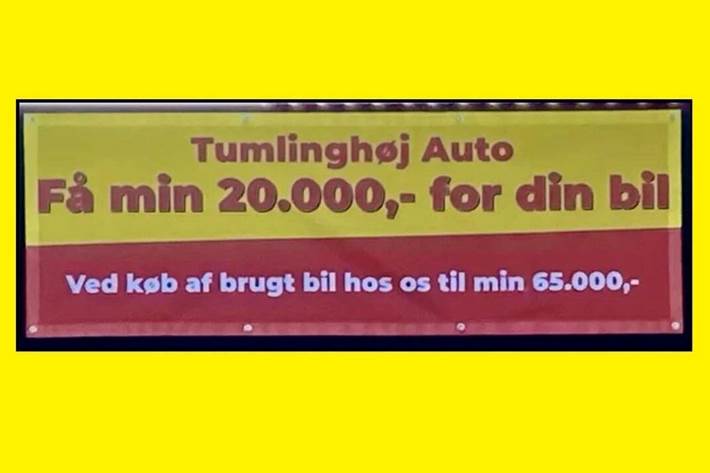 Tumlinghøj Auto
Få min 20.000,- for din bil
Ved køb af brugt bil hos os til min 65.000,-